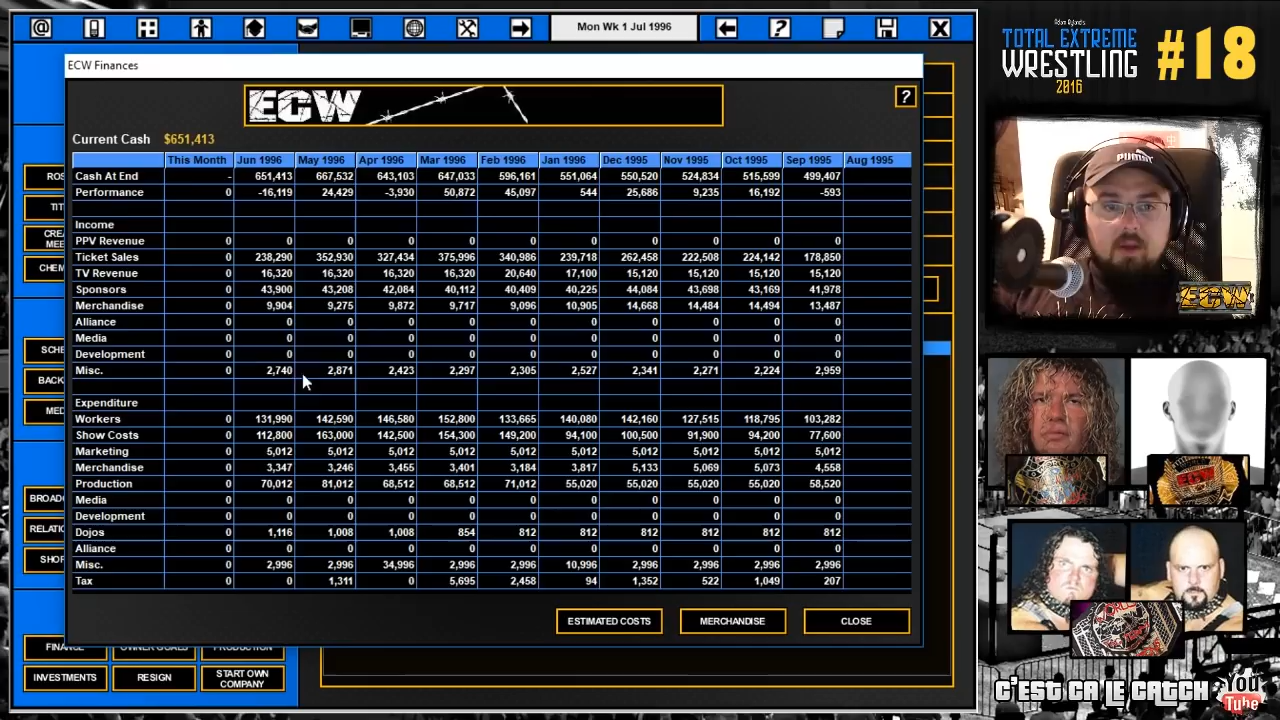 Mon Wk 1 Jul 1996
Adam Ryland's
TOTAL EXTREME
WRESTLING
2016
#18
ECW Finances
ECW
?
Current Cash $651,413
This Month Jun 1996 May 1996 Apr 1996 Mar 1996 Feb 1996 Jan 1996 Dec 1995 Nov 1995 Oct 1995 Sep 1995 Aug 1995
Cash At End - 651,413 667,532 643,103 647,033 596,161 551,064 550,520 524,834 515,599 499,407
Performance 0 -16,119 24,429 -3,930 50,872 45,097 544 25,686 9,235 16,192 -593
Income
PPV Revenue 0 0 0 0 0 0 0 0 0 0 0
Ticket Sales 0 238,290 352,930 327,434 375,996 340,986 239,718 262,458 222,508 224,142 178,850
TV Revenue 0 16,320 16,320 16,320 16,320 20,640 17,100 15,120 15,120 15,120 15,120
Sponsors 0 43,900 43,208 42,084 40,112 40,409 40,225 44,084 43,698 43,169 41,978
Merchandise 0 9,904 9,275 9,872 9,717 9,096 10,905 14,668 14,484 14,494 13,487
Alliance 0 0 0 0 0 0 0 0 0 0 0
Media 0 0 0 0 0 0 0 0 0 0 0
Development 0 0 0 0 0 0 0 0 0 0 0
Misc. 0 2,740 2,871 2,423 2,297 2,305 2,527 2,341 2,271 2,224 2,959
Expenditure
Workers 0 131,990 142,590 146,580 152,800 133,665 140,080 142,160 127,515 118,795 103,282
Show Costs 0 112,800 163,000 142,500 154,300 149,200 94,100 100,500 91,900 94,200 77,600
Marketing 0 5,012 5,012 5,012 5,012 5,012 5,012 5,012 5,012 5,012 5,012
Merchandise 0 3,347 3,246 3,455 3,401 3,184 3,817 5,133 5,069 5,073 4,558
Production 0 70,012 81,012 68,512 68,512 71,012 55,020 55,020 55,020 55,020 58,520
Media 0 0 0 0 0 0 0 0 0 0 0
Development 0 0 0 0 0 0 0 0 0 0 0
Dojos 0 1,116 1,008 1,008 854 812 812 812 812 812 812
Alliance 0 0 0 0 0 0 0 0 0 0 0
Misc. 0 2,996 2,996 34,996 2,996 2,996 10,996 2,996 2,996 2,996 2,996
Tax 0 0 1,311 0 5,695 2,458 94 1,352 522 1,049 207
ESTIMATED COSTS MERCHANDISE CLOSE
ROS
TIT
CREA
MEE
CHEM
SCHE
BACK
MED
BROADC
RELATIO
SHOP
FINANCE OWNER GOALS PRODUCTION
INVESTMENTS RESIGN START OWN
COMPANY
PUMA
ECW
C'EST CA LE CATCH
You
Tube